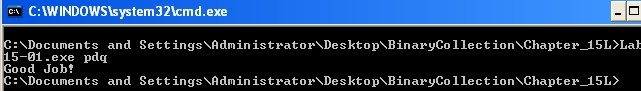 C:\WINDOWS\system32\cmd.exe
C:\Documents and Settings\Administrator\Desktop\BinaryCollection\Chapter_15L>Lab
15-01.exe pdq
Good Job!
C:\Documents and Settings\Administrator\Desktop\BinaryCollection\Chapter_15L>